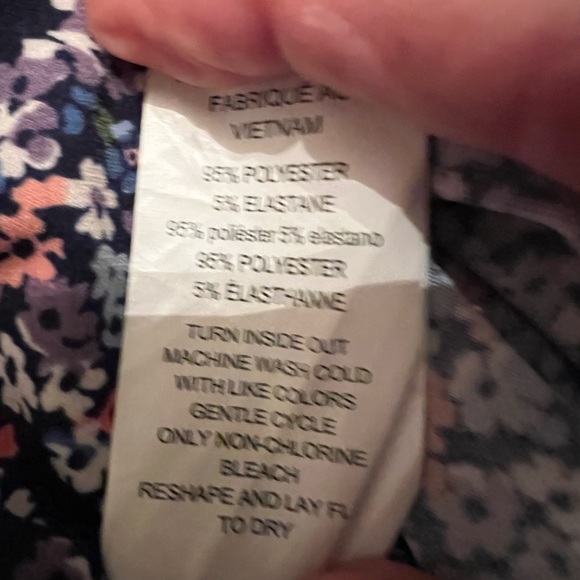 FABRIQUÉ AU
VIETNAM
95% POLYESTER
5% ELASTANE
95% poliéster 5% elastano
95% POLYESTER
5% ÉLASTHANNE
TURN INSIDE OUT
MACHINE WASH COLD
WITH LIKE COLORS
GENTLE CYCLE
ONLY NON-CHLORINE
BLEACH
RESHAPE AND LAY
TO DRY